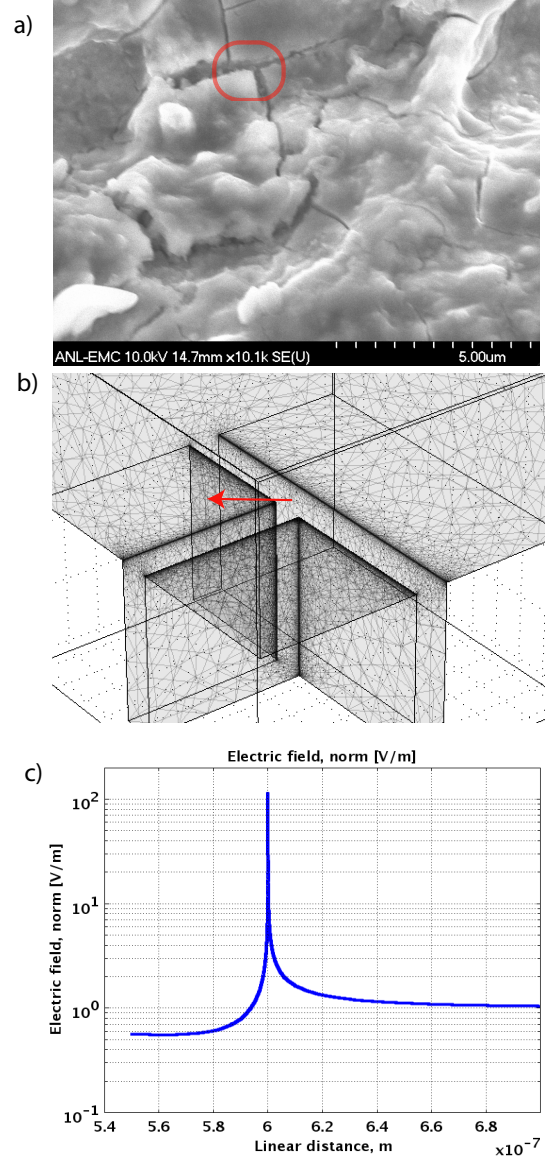 a)
ANL-EMC 10.0kV 14.7mm x10.1k SE(U) 5.00um
b)
c)
Electric field, norm [V/m]
Electric field, norm [V/m]
10²
10¹
10⁰
10⁻¹
5.4 5.6 5.8 6 6.2 6.4 6.6 6.8
Linear distance, m
x10⁻⁷